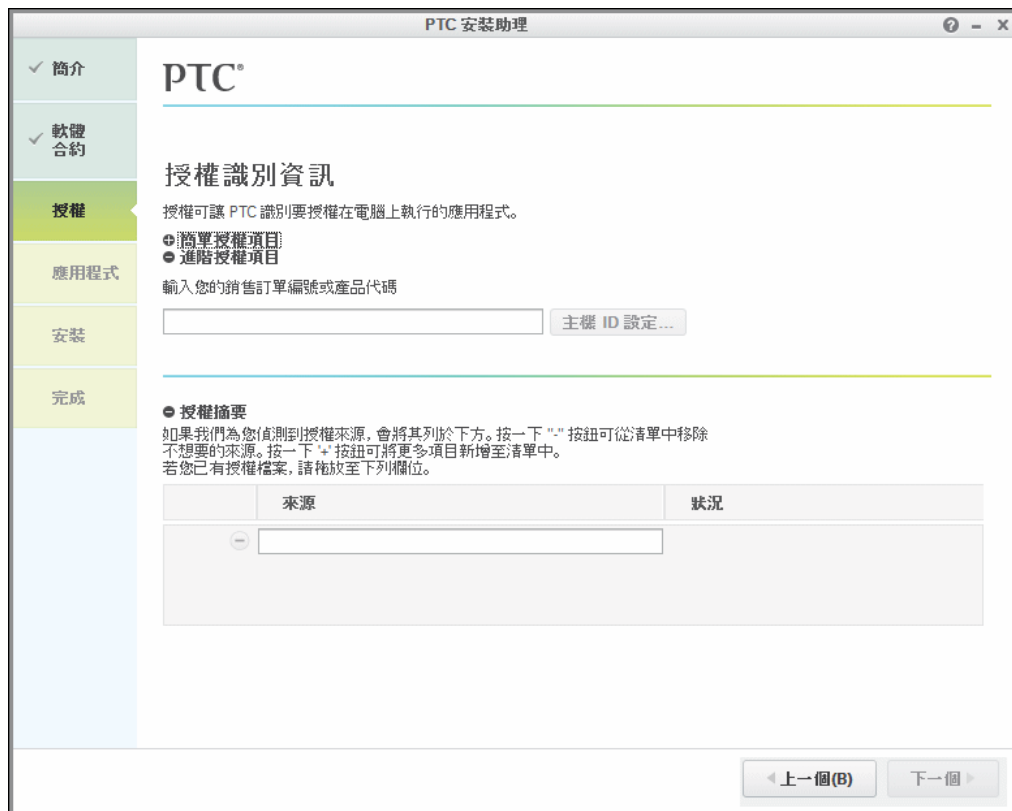 PTC 安裝助理
簡介
軟體
合約
授權
應用程式
安裝
完成
PTC®
授權識別資訊
授權可讓 PTC 識別要授權在電腦上執行的應用程式。
簡單授權項目
進階授權項目
輸入您的銷售訂單編號或產品代碼
主機 ID 設定...
授權摘要
如果我們為您偵測到授權來源, 會將其列於下方。按一下 "-" 按鈕可從清單中移除
不想要的來源。按一下 "+" 按鈕可將更多項目新增至清單中。
若您已有授權檔案, 請拖放至下列欄位。
來源 狀況
上一個(B) 下一個